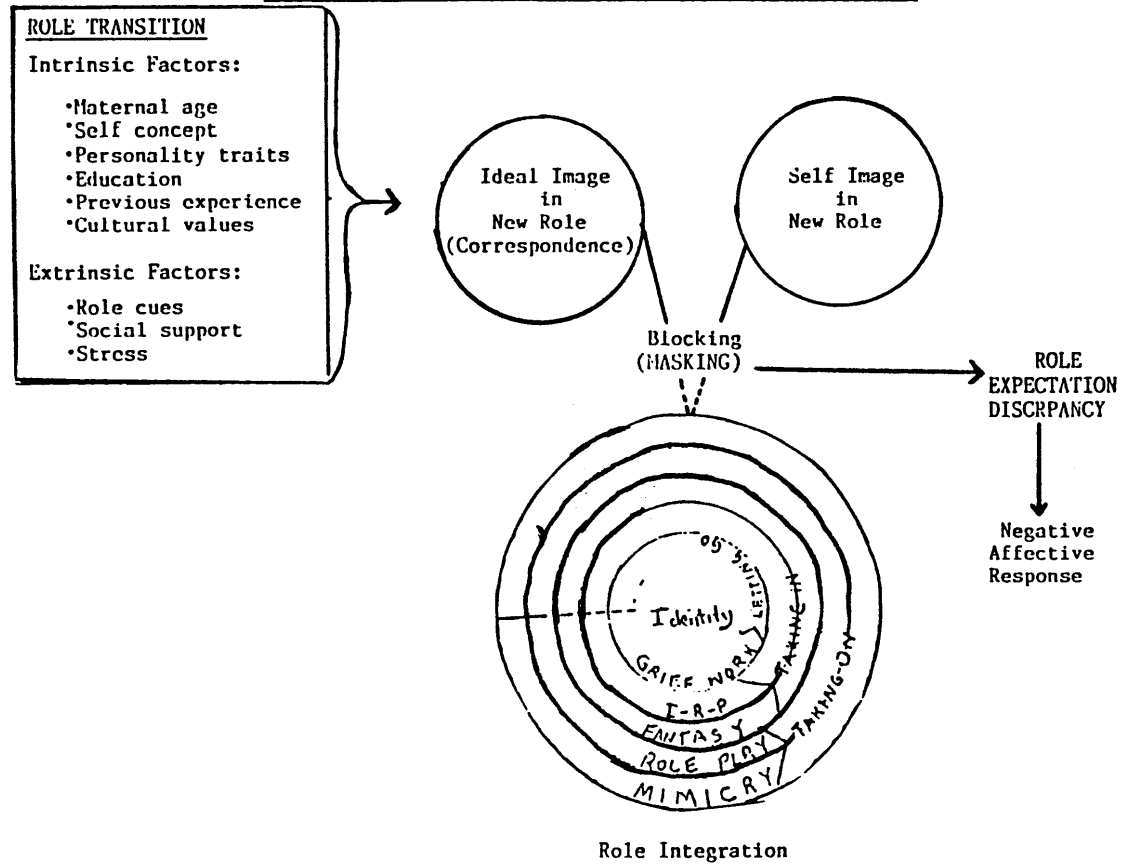 ROLE TRANSITION
Intrinsic Factors:
•Maternal age
•Self concept
•Personality traits
•Education
•Previous experience
•Cultural values
Extrinsic Factors:
•Role cues
•Social support
•Stress
Ideal Image
in
New Role
(Correspondence)
Self Image
in
New Role
Blocking
(MASKING)
ROLE
EXPECTATION
DISCRPANCY
Negative
Affective
Response
LETTING-GO
Identity
GRIEF WORK
TAKING IN
I-R-P
FANTASY
TAKING-ON
ROLE PLAY
MIMICRY
Role Integration